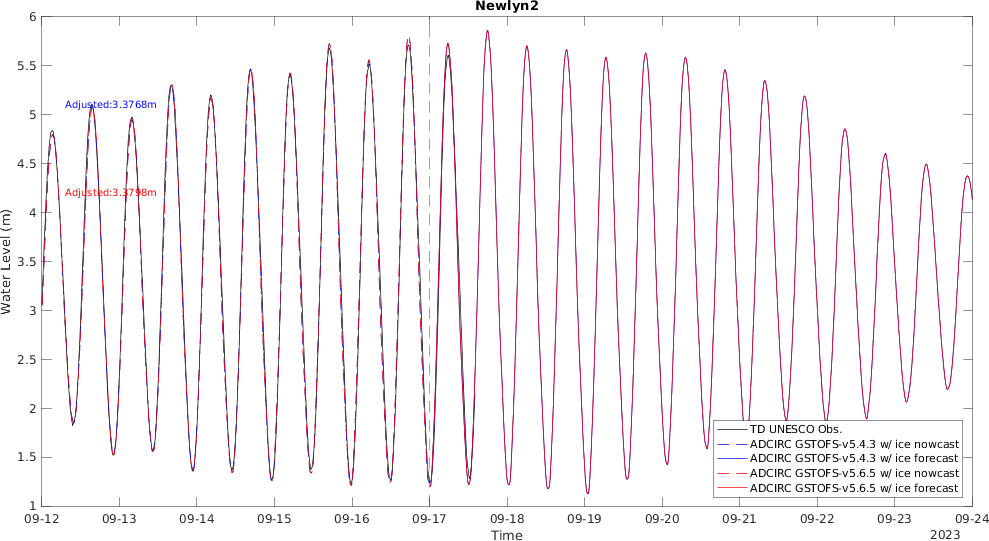 Newlyn2
6
5.5
5
4.5
4
3.5
3
2.5
2
1.5
1
Water Level (m)
Adjusted:3.3768m
Adjusted:3.3798m
TD UNESCO Obs.
ADCIRC GSTOFS-v5.4.3 w/ ice nowcast
ADCIRC GSTOFS-v5.4.3 w/ ice forecast
ADCIRC GSTOFS-v5.6.5 w/ ice nowcast
ADCIRC GSTOFS-v5.6.5 w/ ice forecast
09-12 09-13 09-14 09-15 09-16 09-17 09-18 09-19 09-20 09-21 09-22 09-23 09-24
Time
2023